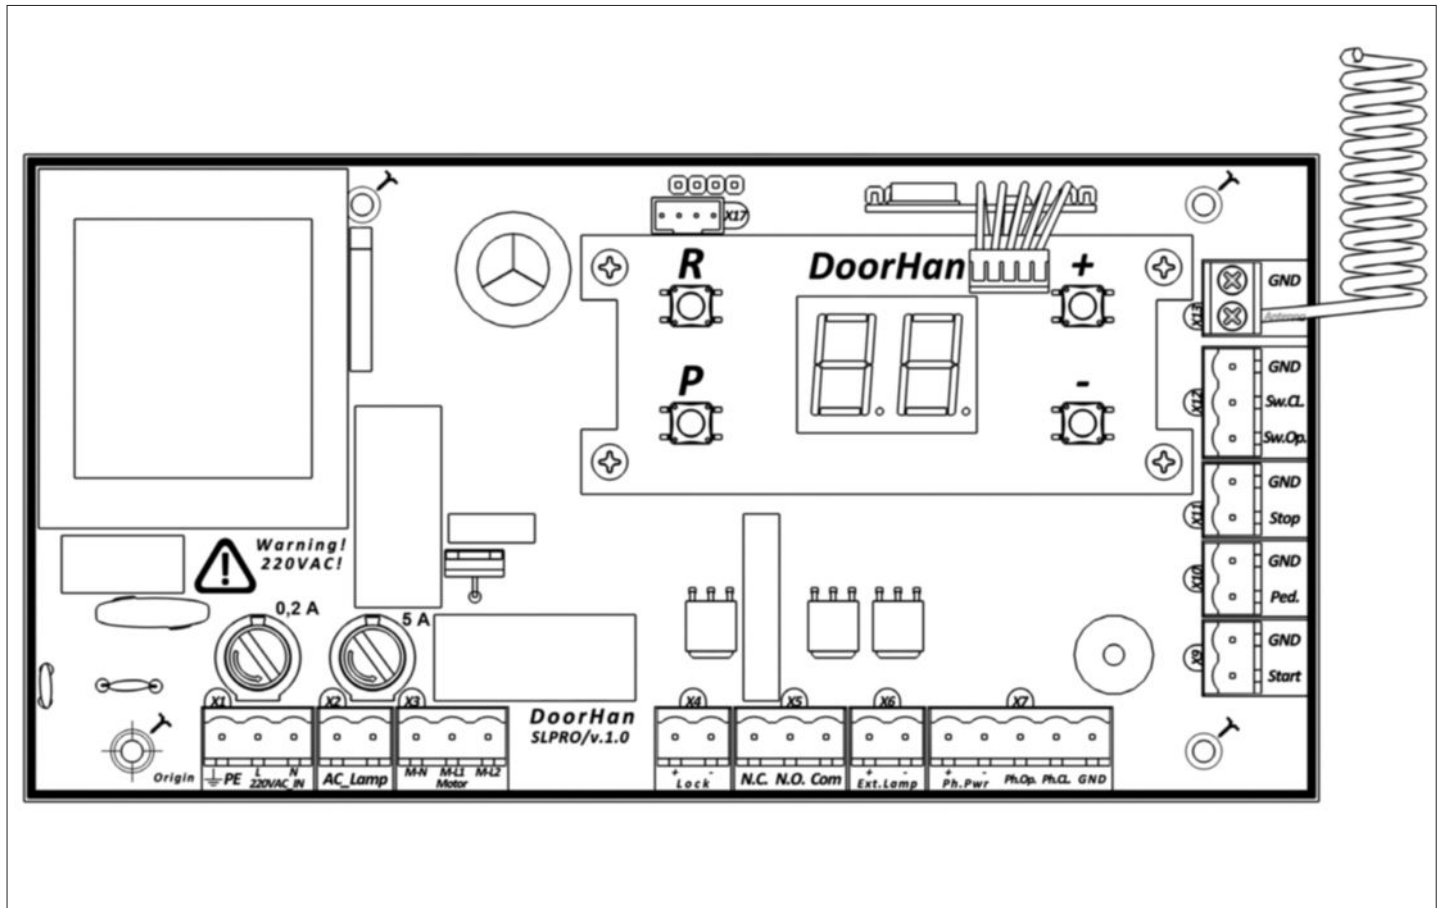 X17
R
DoorHan
+
P
-
GND
X13
Antenna
GND
X12
Sw.CL.
Sw.Op.
GND
X11
Stop
GND
X10
Ped.
GND
X9
Start
Warning!
220VAC!
0,2 A
5 A
X1
X2
X3
X4
X5
X6
X7
DoorHan
SLPRO/v.1.0
Origin
PE
L
N
220VAC_IN
AC_Lamp
M-N
M-L1
M-L2
Motor
+ -
Lock
N.C. N.O. Com
+ -
Ext.Lamp
+ -
Ph.Pwr
Ph.Op. Ph.CL. GND